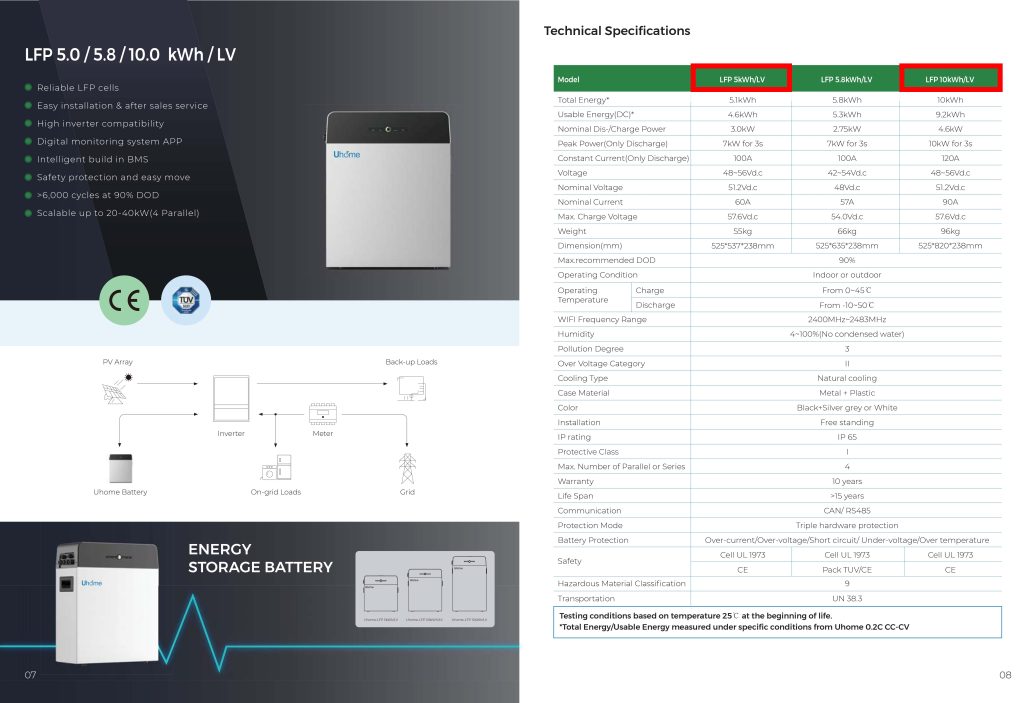 LFP 5.0 / 5.8 / 10.0 kWh / LV
Reliable LFP cells
Easy installation & after sales service
High inverter compatibility
Digital monitoring system APP
Intelligent build in BMS
Safety protection and easy move
>6,000 cycles at 90% DOD
Scalable up to 20-40kW(4 Parallel)
Uhome
CE
TÜV
PV Array
Back-up Loads
Inverter
Meter
Uhome Battery
On-grid Loads
Grid
ENERGY
STORAGE BATTERY
Uhome
07
Technical Specifications
Model LFP 5kWh/LV LFP 5.8kWh/LV LFP 10kWh/LV
Total Energy* 5.1kWh 5.8kWh 10kWh
Usable Energy(DC)* 4.6kWh 5.3kWh 9.2kWh
Nominal Dis-/Charge Power 3.0kW 2.75kW 4.6kW
Peak Power(Only Discharge) 7kW for 3s 7kW for 3s 10kW for 3s
Constant Current(Only Discharge) 100A 100A 120A
Voltage 48~56Vd.c 42~54Vd.c 48~56Vd.c
Nominal Voltage 51.2Vd.c 48Vd.c 51.2Vd.c
Nominal Current 60A 57A 90A
Max. Charge Voltage 57.6Vd.c 54.0Vd.c 57.6Vd.c
Weight 55kg 66kg 96kg
Dimension(mm) 525*537*238mm 525*635*238mm 525*820*238mm
Max.recommended DOD 90%
Operating Condition Indoor or outdoor
Operating Temperature Charge From 0~45℃
Discharge From -10~50℃
WIFI Frequency Range 2400MHz~2483MHz
Humidity 4~100%(No condensed water)
Pollution Degree 3
Over Voltage Category II
Cooling Type Natural cooling
Case Material Metal + Plastic
Color Black+Silver grey or White
Installation Free standing
IP rating IP 65
Protective Class I
Max. Number of Parallel or Series 4
Warranty 10 years
Life Span >15 years
Communication CAN/ RS485
Protection Mode Triple hardware protection
Battery Protection Over-current/Over-voltage/Short circuit/ Under-voltage/Over temperature
Safety Cell UL 1973 Cell UL 1973 Cell UL 1973
CE Pack TUV/CE CE
Hazardous Material Classification 9
Transportation UN 38.3
Testing conditions based on temperature 25℃ at the beginning of life.
*Total Energy/Usable Energy measured under specific conditions from Uhome 0.2C CC-CV
08